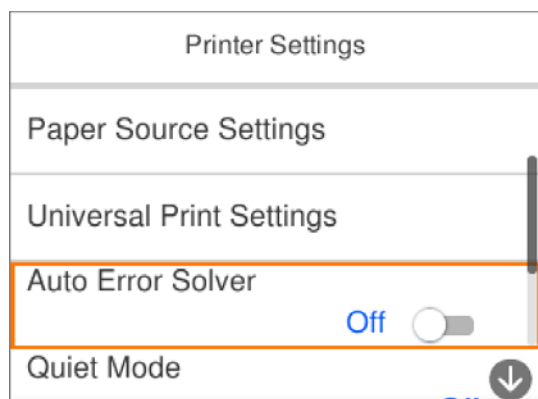 Printer Settings
Paper Source Settings
Universal Print Settings
Auto Error Solver
Off
Quiet Mode